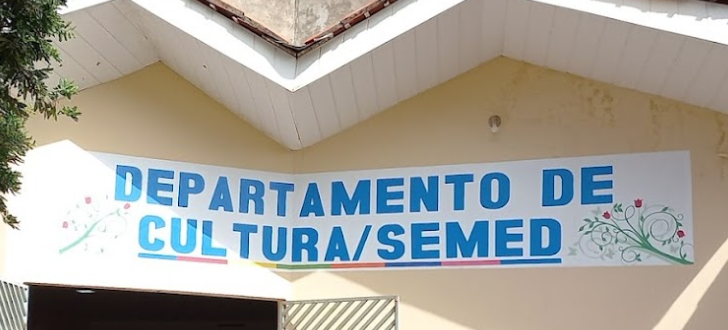 DEPARTAMENTO DE
CULTURA/SEMED